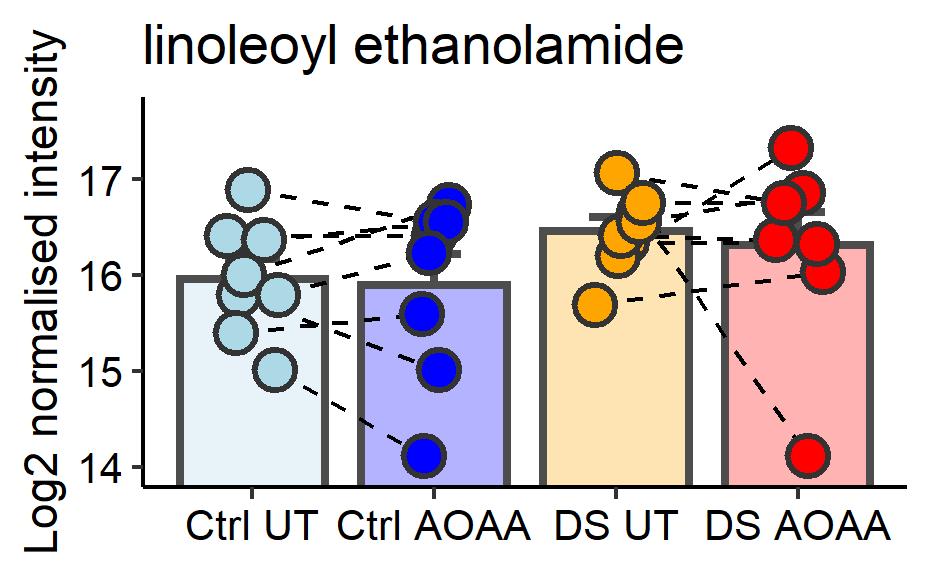 linoleoyl ethanolamide
Log2 normalised intensity
17
16
15
14
Ctrl UT
Ctrl AOAA
DS UT
DS AOAA